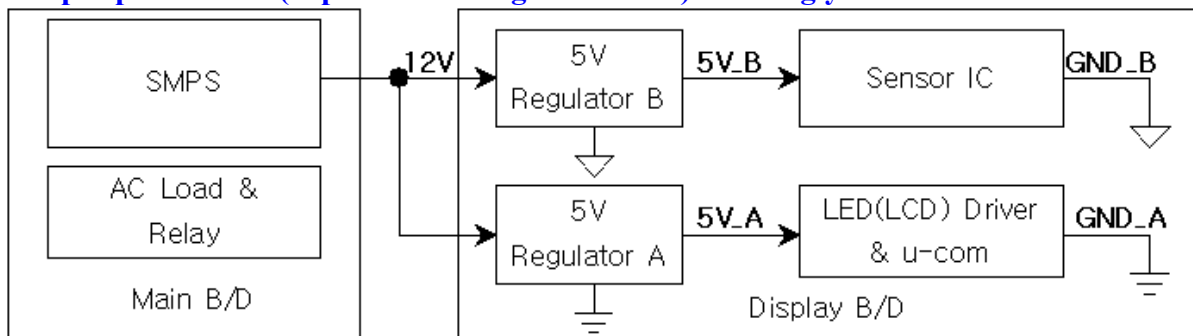 SMPS
AC Load &
Relay
Main B/D
12V
5V
Regulator B
5V_B
Sensor IC
GND_B
5V
Regulator A
5V_A
LED(LCD) Driver
& u-com
GND_A
Display B/D